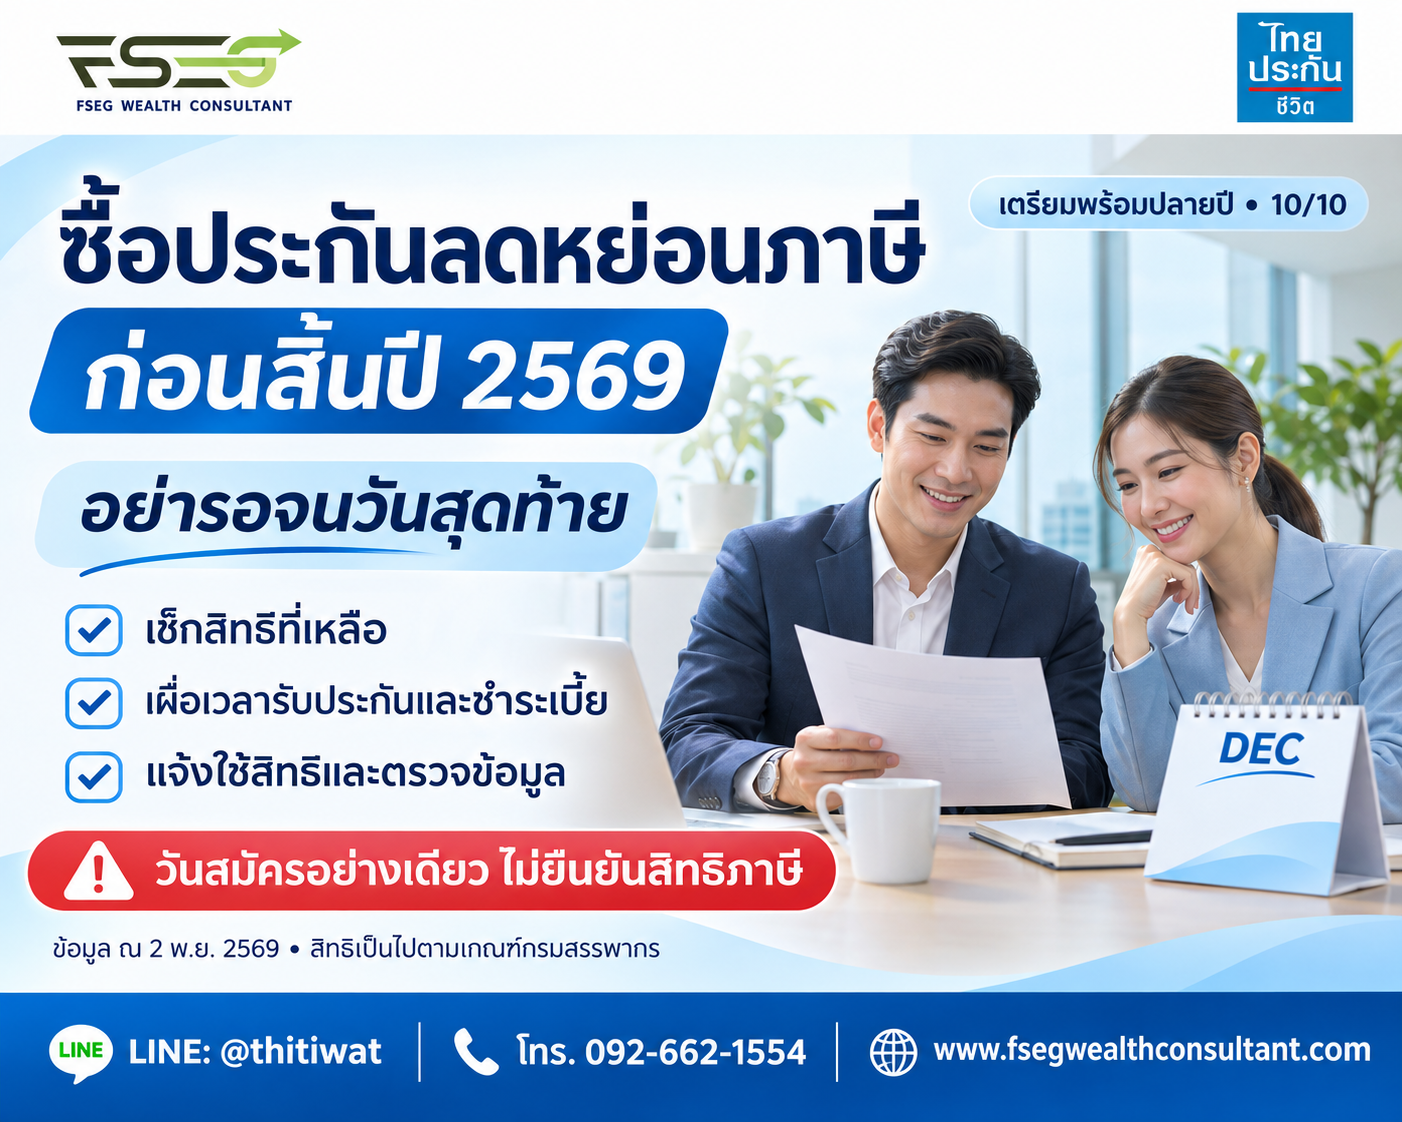 FSEG
FSEG WEALTH CONSULTANT
ไทย
ประกัน
ชีวิต
เตรียมพร้อมปลายปี • 10/10
ซื้อประกันลดหย่อนภาษี
ก่อนสิ้นปี 2569
อย่ารอจนวันสุดท้าย
เช็กสิทธิที่เหลือ
เผื่อเวลารับประกันและชำระเบี้ย
แจ้งใช้สิทธิและตรวจข้อมูล
DEC
วันสมัครอย่างเดียว ไม่ยืนยันสิทธิภาษี
ข้อมูล ณ 2 พ.ย. 2569 • สิทธิเป็นไปตามเกณฑ์กรมสรรพากร
LINE LINE: @thitiwat
โทร. 092-662-1554
www.fsegwealthconsultant.com